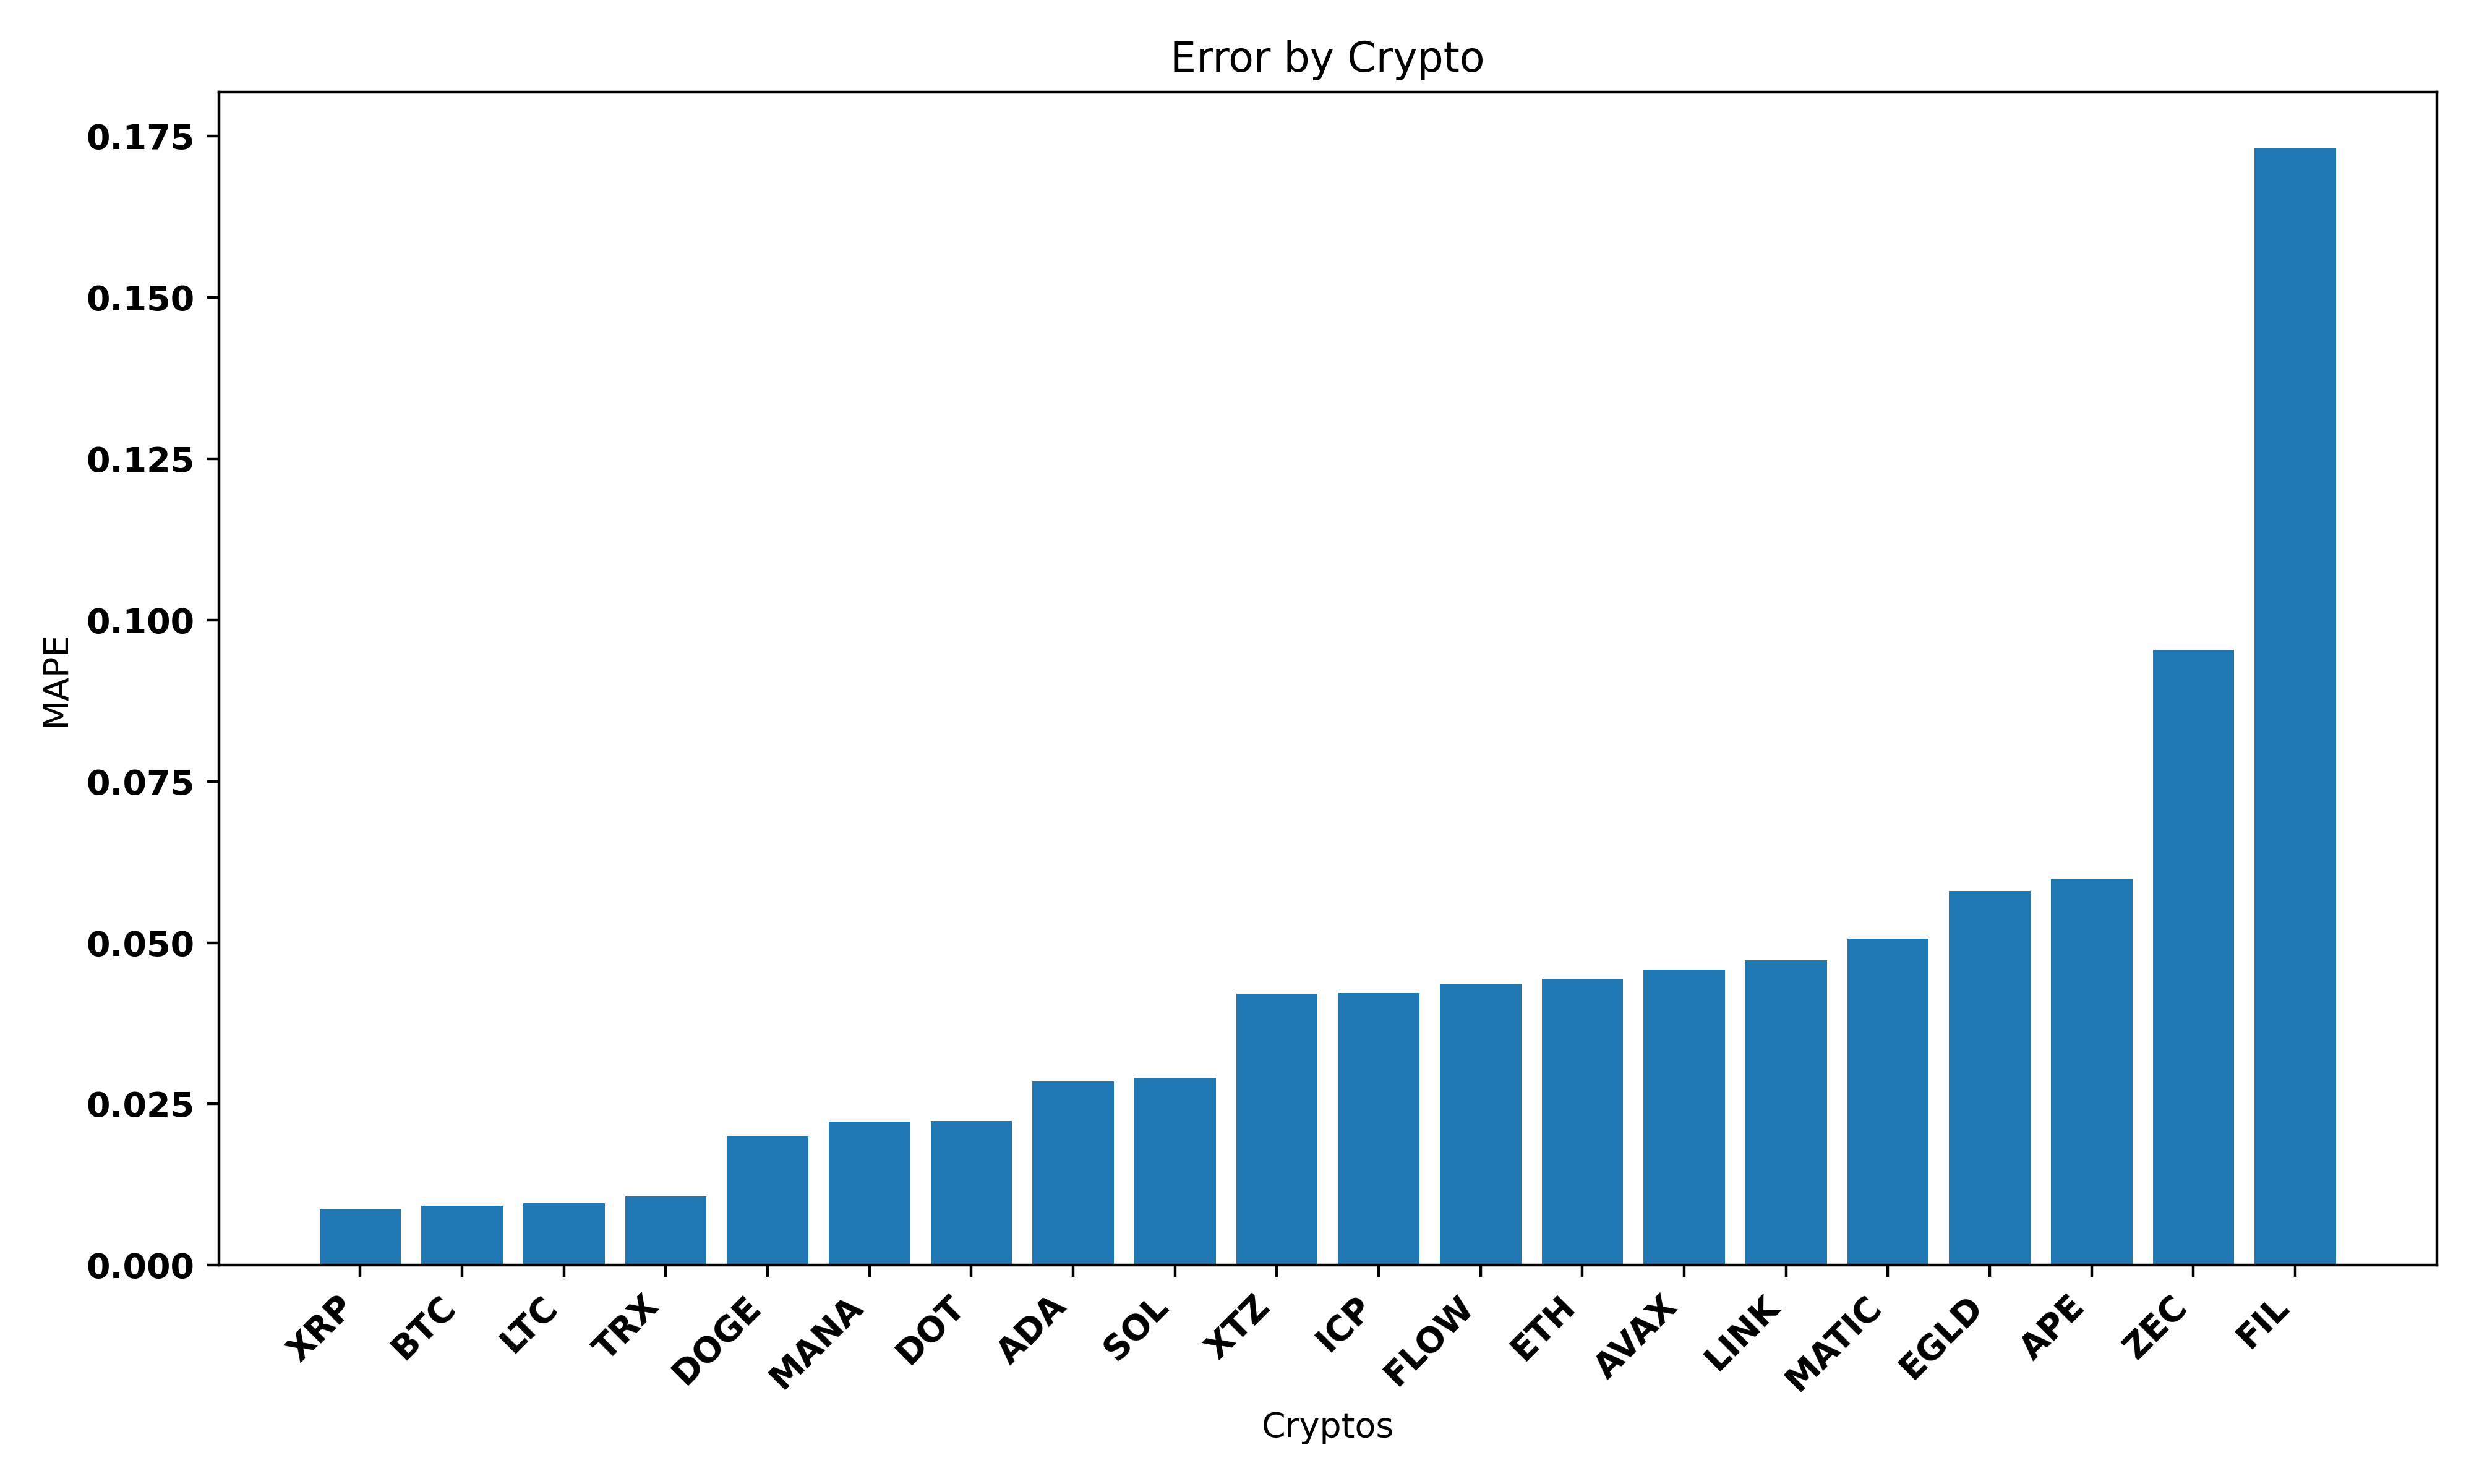 Error by Crypto
MAPE
0.175
0.150
0.125
0.100
0.075
0.050
0.025
0.000
XRP
BTC
LTC
TRX
DOGE
MANA
DOT
ADA
SOL
XTZ
ICP
FLOW
ETH
AVAX
LINK
MATIC
EGLD
APE
ZEC
FIL
Cryptos